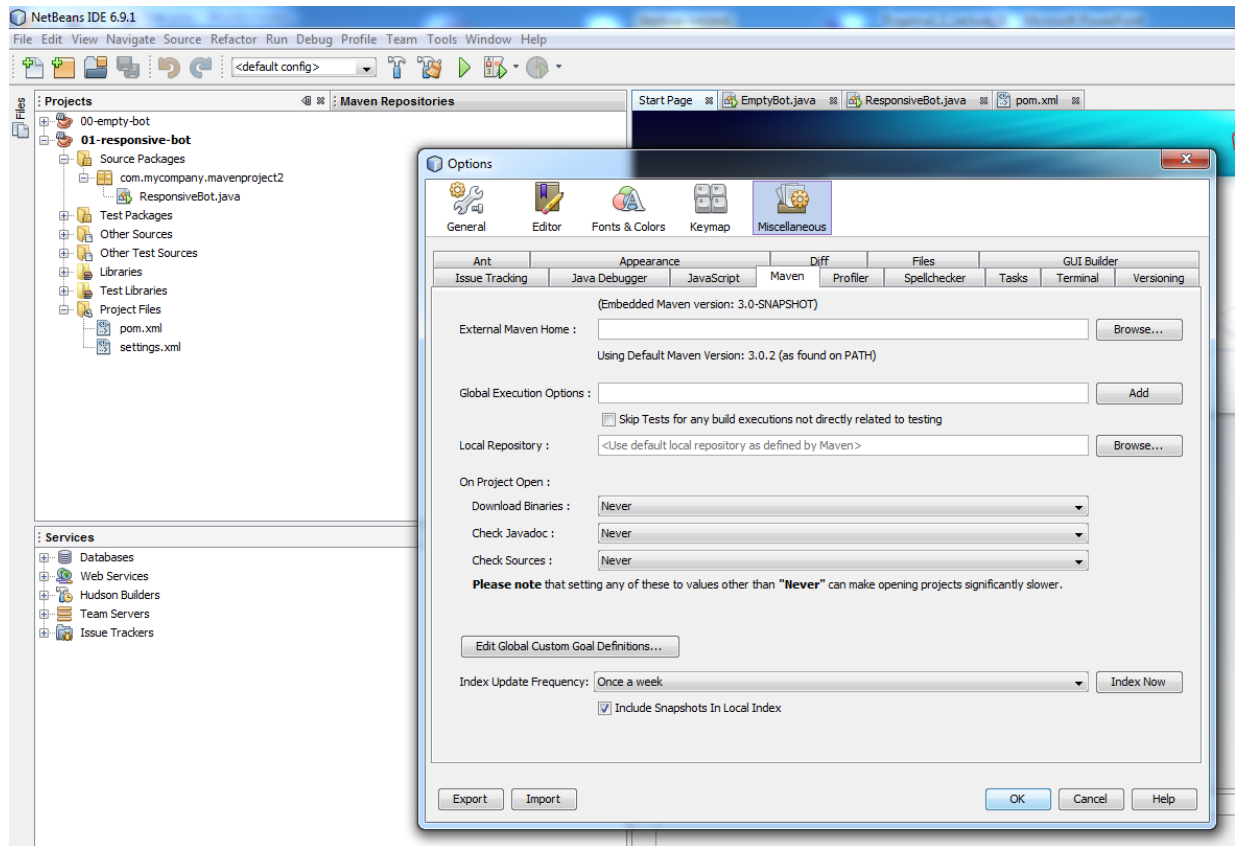 NetBeans IDE 6.9.1
File Edit View Navigate Source Refactor Run Debug Profile Team Tools Window Help
<default config>
Files
Projects
Maven Repositories
Start Page EmptyBot.java ResponsiveBot.java pom.xml
00-empty-bot
01-responsive-bot
Source Packages
com.mycompany.mavenproject2
ResponsiveBot.java
Test Packages
Other Sources
Other Test Sources
Libraries
Test Libraries
Project Files
pom.xml
settings.xml
Services
Databases
Web Services
Hudson Builders
Team Servers
Issue Trackers
Options
General Editor Fonts & Colors Keymap Miscellaneous
Ant Appearance Diff Files GUI Builder
Issue Tracking Java Debugger JavaScript Maven Profiler Spellchecker Tasks Terminal Versioning
(Embedded Maven version: 3.0-SNAPSHOT)
External Maven Home : Browse...
Using Default Maven Version: 3.0.2 (as found on PATH)
Global Execution Options : Add
Skip Tests for any build executions not directly related to testing
Local Repository : <Use default local repository as defined by Maven> Browse...
On Project Open :
Download Binaries : Never
Check Javadoc : Never
Check Sources : Never
Please note that setting any of these to values other than "Never" can make opening projects significantly slower.
Edit Global Custom Goal Definitions...
Index Update Frequency: Once a week Index Now
Include Snapshots In Local Index
Export Import OK Cancel Help